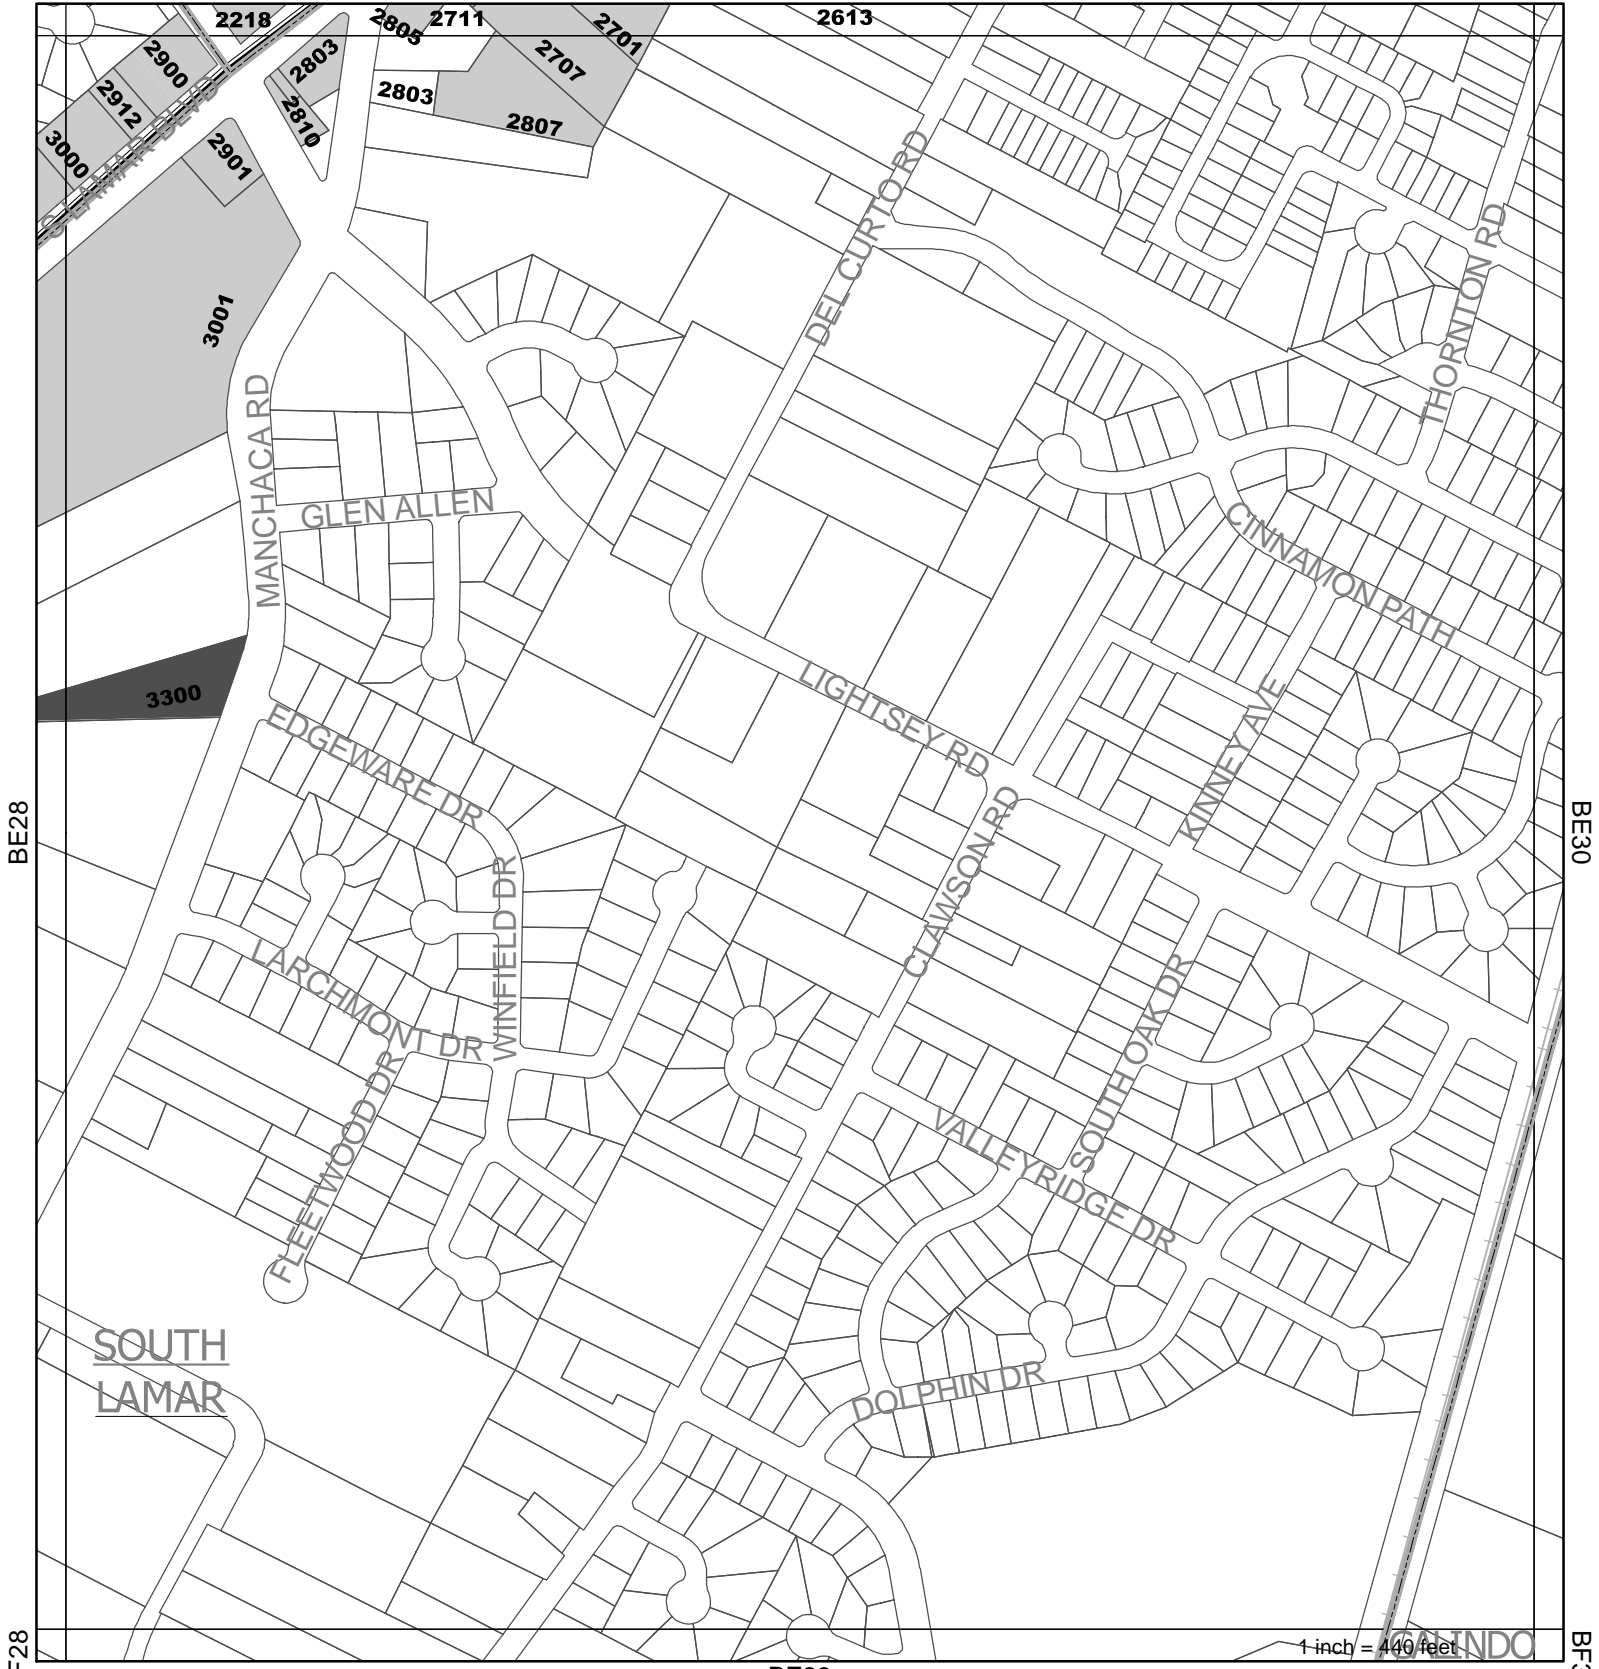 2218
2805
2711
2701
2613
2900
2803
2707
2912
2803
2810
2807
3000
2901
S LAMAR BLVD
DEL CURTO RD
THORNTON RD
3001
MANCHACA RD
GLEN ALLEN
CINNAMON PATH
3300
LIGHTSEY RD
KINNEY AVE
EDGEWARE DR
BE28
BE30
CLAWSON RD
WINFIELD DR
LARCHMONT DR
SOUTH OAK DR
FLEETWOOD DR
VALLEYRIDGE DR
SOUTH
LAMAR
DOLPHIN DR
1 inch = 440 feet
GALINDO